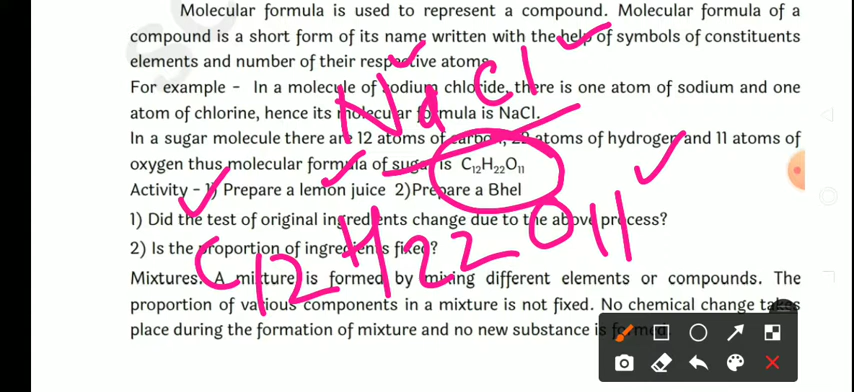 Molecular formula is used to represent a compound. Molecular formula of a
compound is a short form of its name written with the help of symbols of constituents
elements and number of their respective atoms.
For example - In a molecule of sodium chloride, there is one atom of sodium and one
atom of chlorine, hence its molecular formula is NaCl.
NaCl
In a sugar molecule there are 12 atoms of carbon, 22 atoms of hydrogen and 11 atoms of
oxygen thus molecular formula of sugar is C₁₂H₂₂O₁₁
Activity - 1) Prepare a lemon juice 2)Prepare a Bhel
1) Did the test of original ingredients change due to the above process?
C12H22O11
2) Is the proportion of ingredients fixed?
Mixtures: A mixture is formed by mixing different elements or compounds. The
proportion of various components in a mixture is not fixed. No chemical change takes
place during the formation of mixture and no new substance is formed